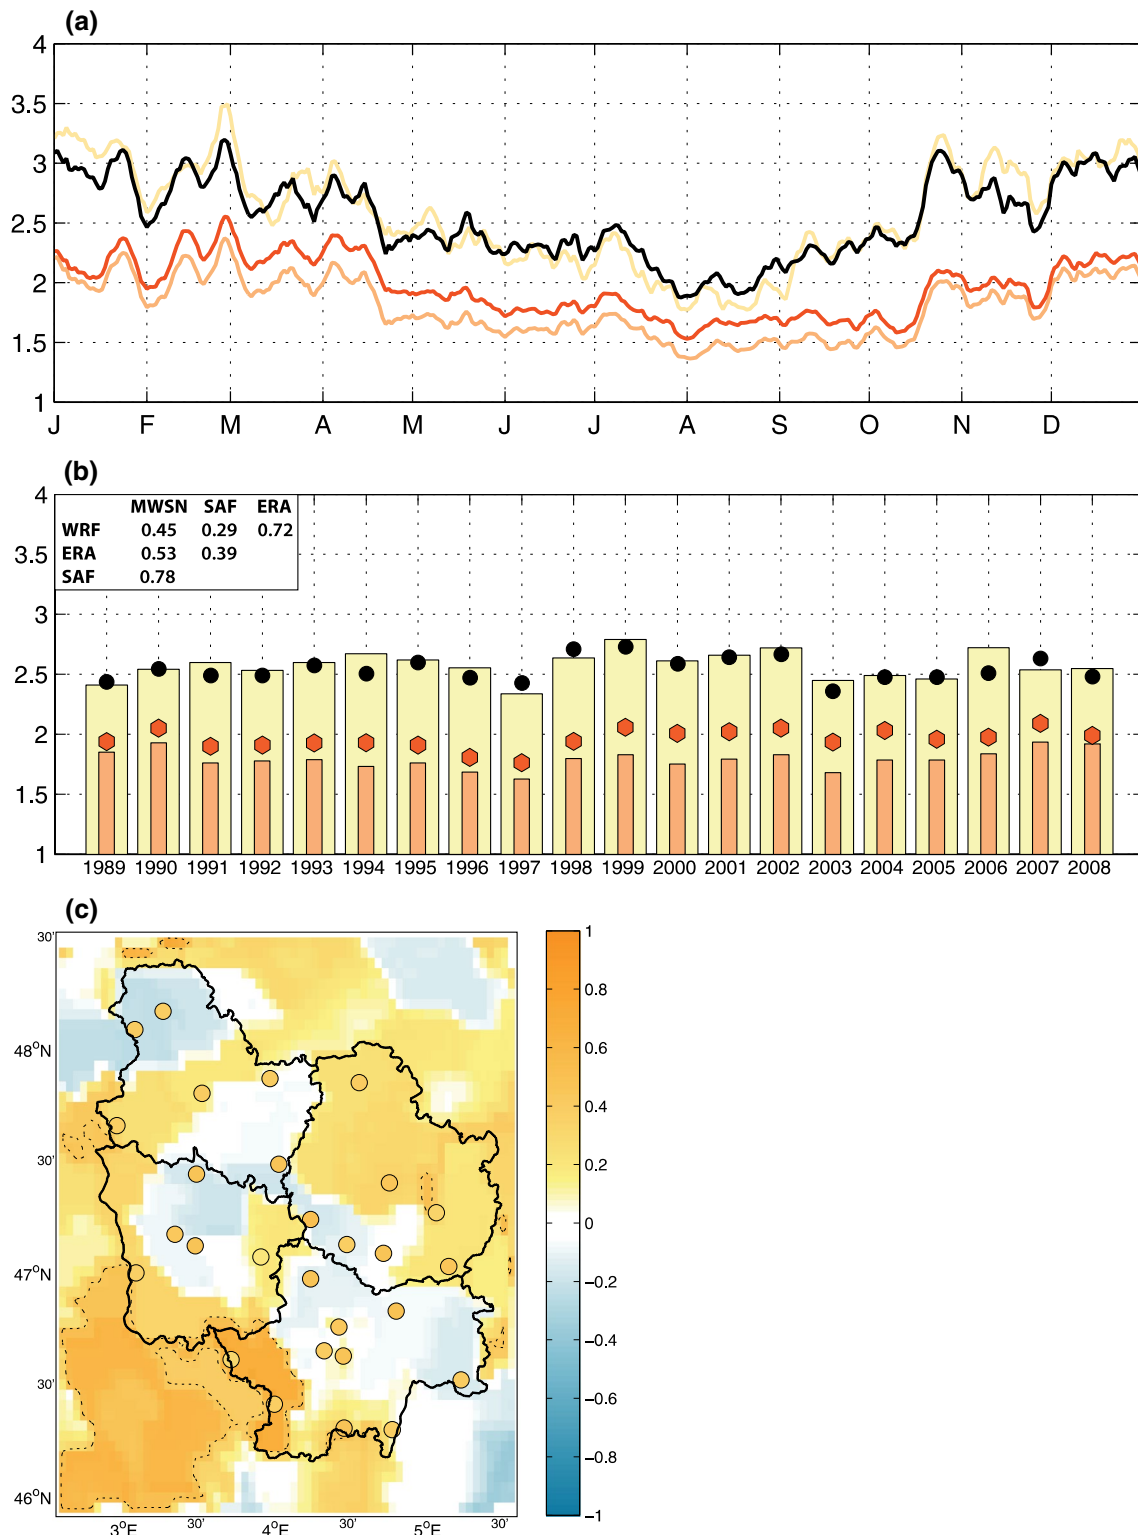 (a)
4
3.5
3
2.5
2
1.5
1
J F M A M J J A S O N D
(b)
4
3.5
3
2.5
2
1.5
1
MWSN SAF ERA
WRF 0.45 0.29 0.72
ERA 0.53 0.39
SAF 0.78
1989 1990 1991 1992 1993 1994 1995 1996 1997 1998 1999 2000 2001 2002 2003 2004 2005 2006 2007 2008
(c)
30'
48°N
30'
47°N
30'
46°N
3°E 30' 4°E 30' 5°E 30'
1
0.8
0.6
0.4
0.2
0
−0.2
−0.4
−0.6
−0.8
−1